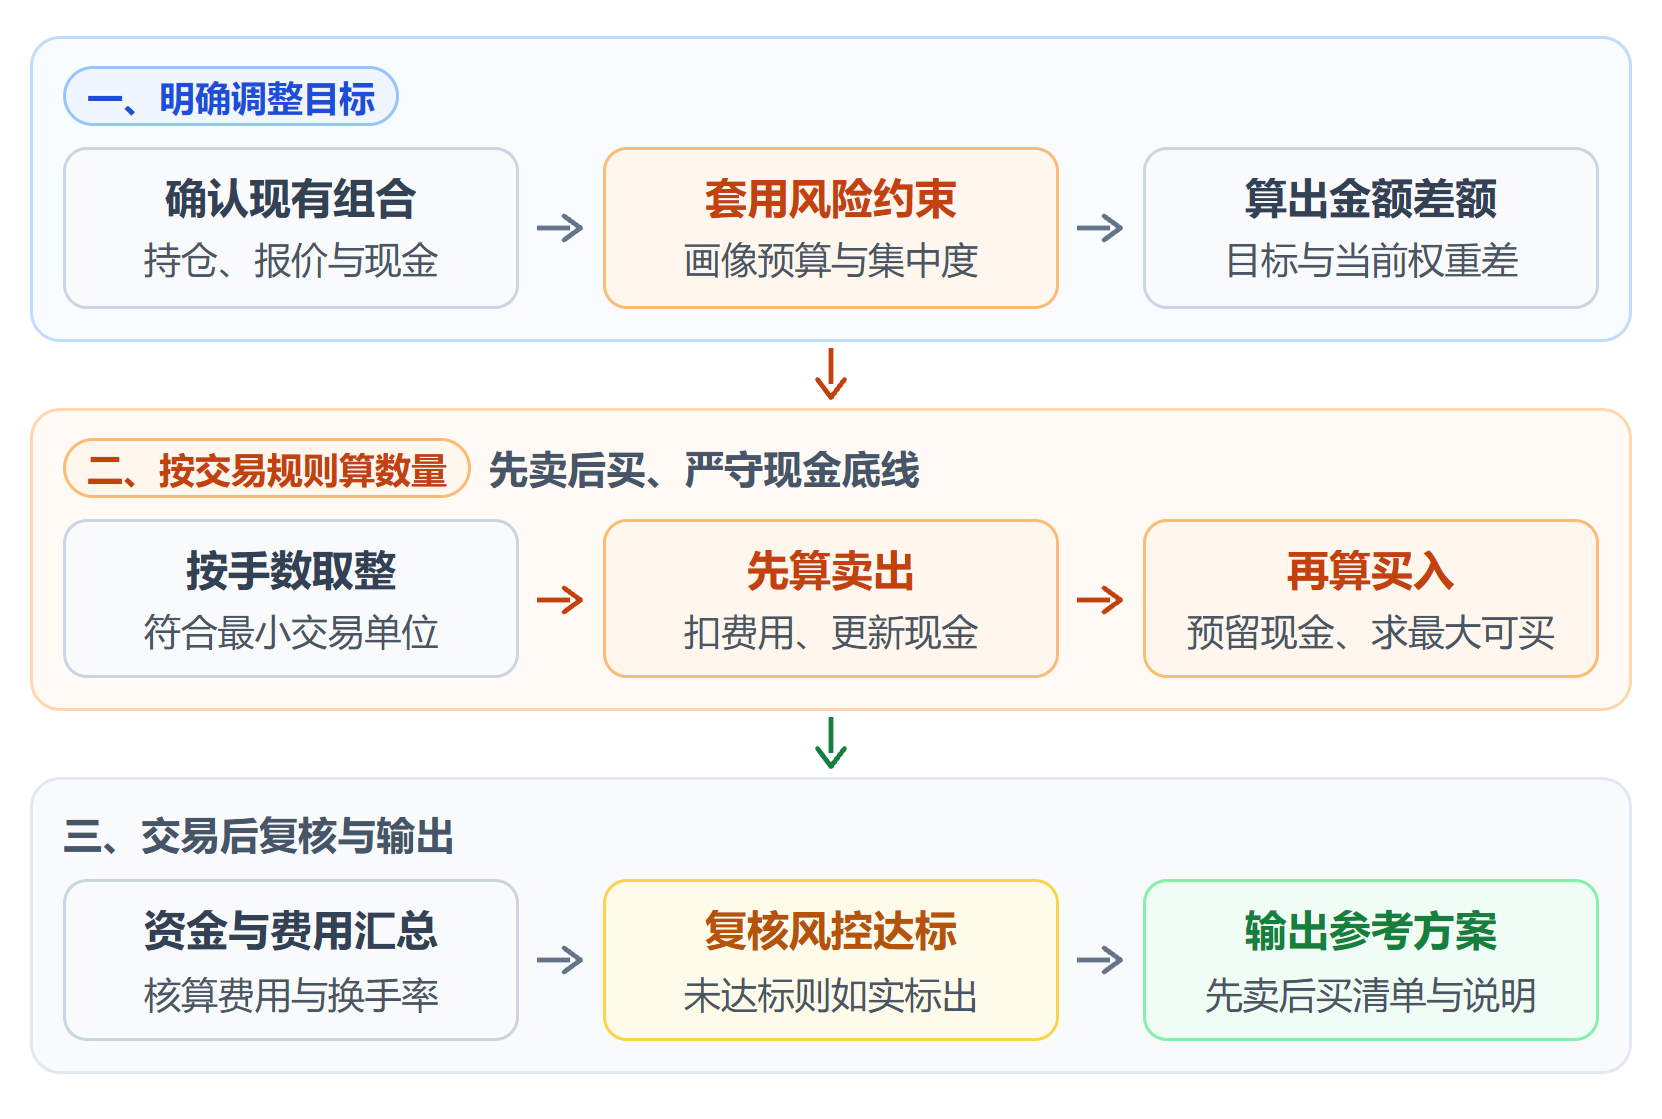 一、明确调整目标
确认现有组合
持仓、报价与现金
套用风险约束
画像预算与集中度
算出金额差额
目标与当前权重差
二、按交易规则算数量
先卖后买、严守现金底线
按手数取整
符合最小交易单位
先算卖出
扣费用、更新现金
再算买入
预留现金、求最大可买
三、交易后复核与输出
资金与费用汇总
核算费用与换手率
复核风控达标
未达标则如实标出
输出参考方案
先卖后买清单与说明